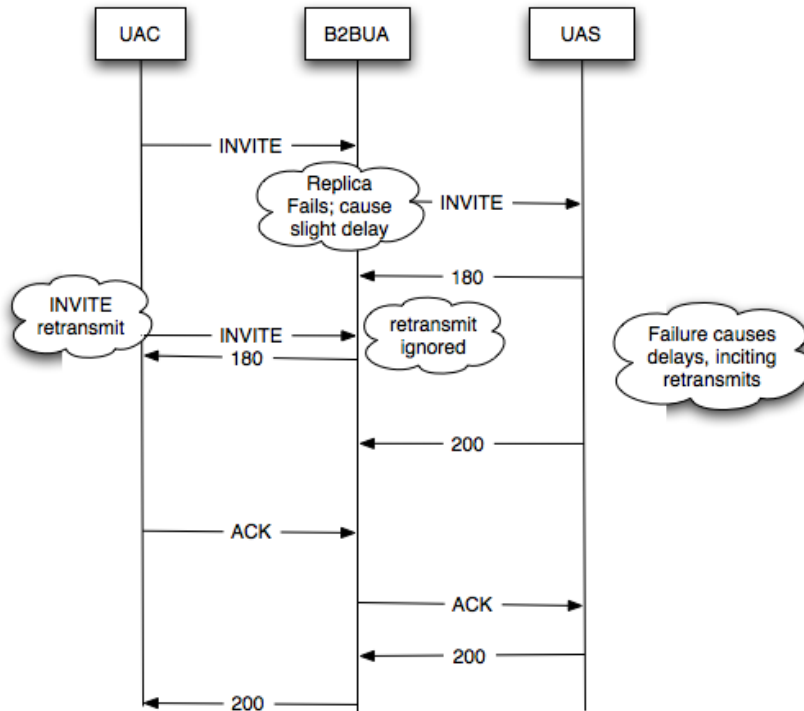 UAC
B2BUA
UAS
INVITE
Replica
Fails; cause
slight delay
INVITE
180
INVITE
retransmit
INVITE
retransmit
ignored
180
Failure causes
delays, inciting
retransmits
200
ACK
ACK
200
200